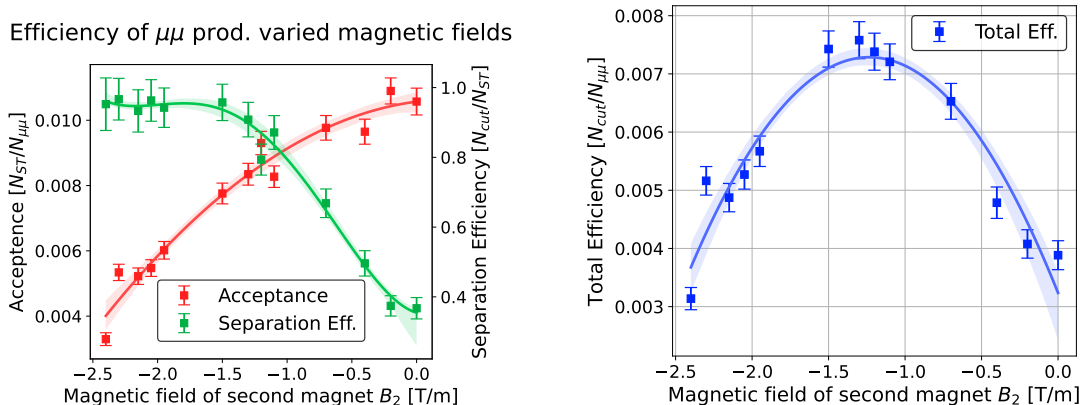 Efficiency of μμ prod. varied magnetic fields
Acceptence [N_ST/N_μμ]
0.010
0.008
0.006
0.004
Acceptance
Separation Eff.
1.0
0.8
0.6
0.4
Separation Efficiency [N_cut/N_ST]
−2.5 −2.0 −1.5 −1.0 −0.5 0.0
Magnetic field of second magnet B_2 [T/m]
Total Efficiency [N_cut/N_μμ]
0.008
0.007
0.006
0.005
0.004
0.003
Total Eff.
−2.5 −2.0 −1.5 −1.0 −0.5 0.0
Magnetic field of second magnet B_2 [T/m]